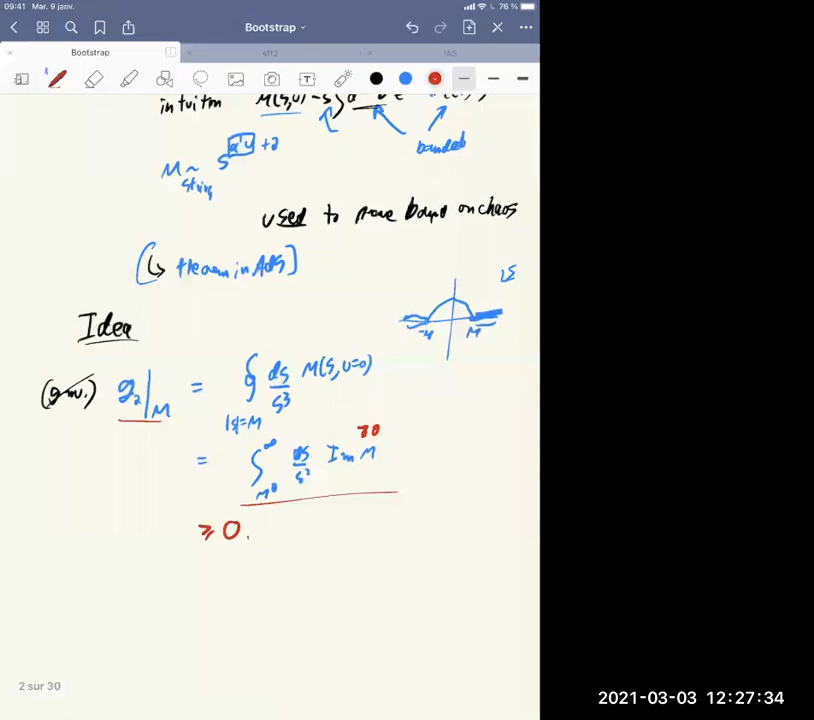 09:41 Mar. 9 janv. 76 %
Bootstrap
Bootstrap eft2 IAS
intuitm
bounded
M ~ s^{α'u + 2}
string
used to prove bound on chaos
[↳ theorem in AdS]
Idea
-M M
g₂|_M = ∮ ds/s³ M(s, u=0)
|s|=M
= ∫_{M²}^∞ ds/s³ Im M ≥0
≥ 0.
2 sur 30
2021-03-03 12:27:34